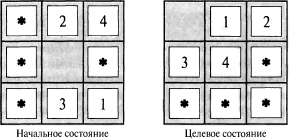 * 2 4
* *
* 3 1
Начальное состояние
1 2
3 4 *
* * *
Целевое состояние